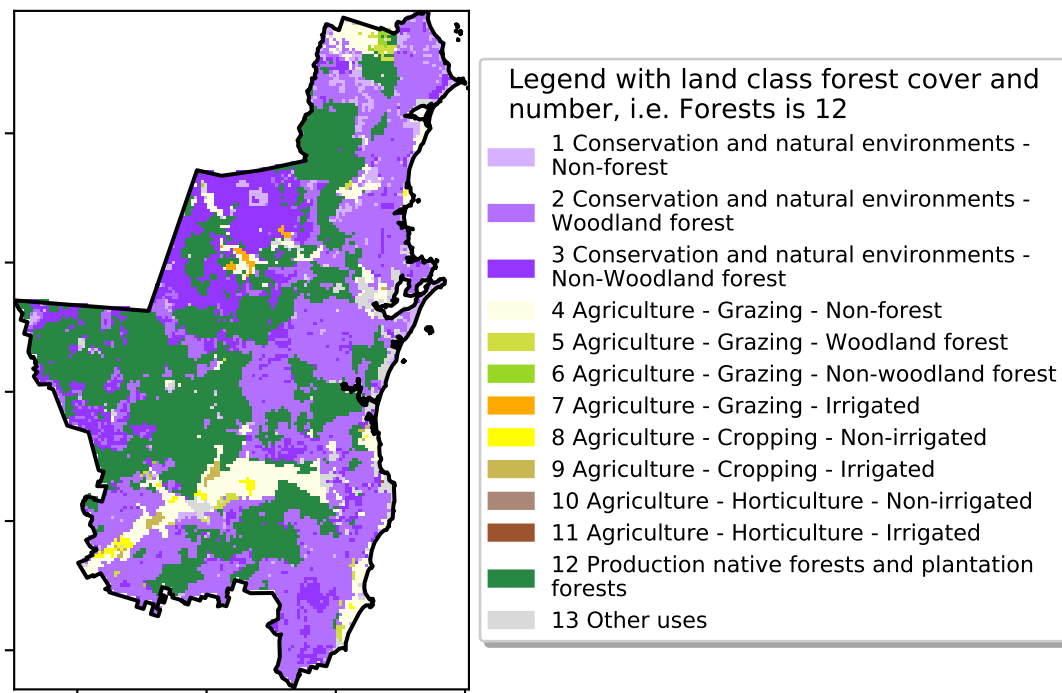 Legend with land class forest cover and
number, i.e. Forests is 12
1 Conservation and natural environments -
Non-forest
2 Conservation and natural environments -
Woodland forest
3 Conservation and natural environments -
Non-Woodland forest
4 Agriculture - Grazing - Non-forest
5 Agriculture - Grazing - Woodland forest
6 Agriculture - Grazing - Non-woodland forest
7 Agriculture - Grazing - Irrigated
8 Agriculture - Cropping - Non-irrigated
9 Agriculture - Cropping - Irrigated
10 Agriculture - Horticulture - Non-irrigated
11 Agriculture - Horticulture - Irrigated
12 Production native forests and plantation
forests
13 Other uses